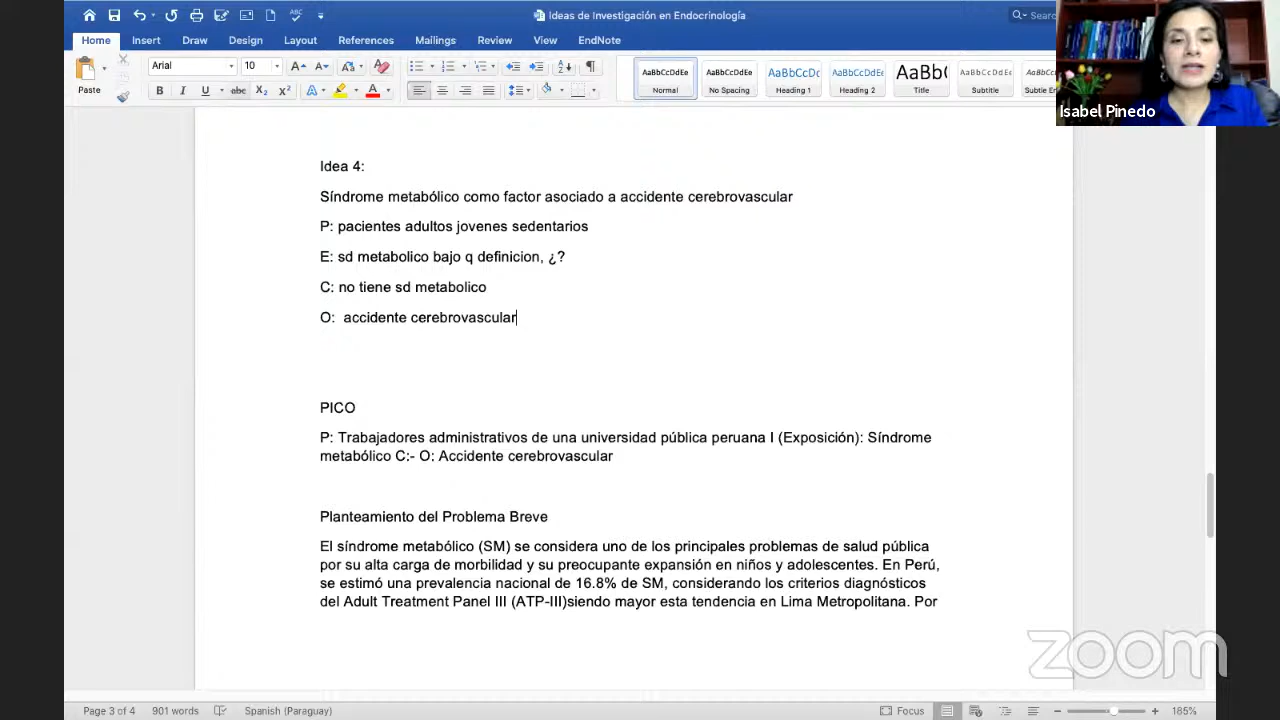 Ideas de Investigación en Endocrinología
Home Insert Draw Design Layout References Mailings Review View EndNote
Paste
Arial 10
AaBbCcDdEe Normal
AaBbCcDdEe No Spacing
AaBbCcDc Heading 1
AaBbCcDdEe Heading 2
AaBb( Title
AaBbCcDdEe Subtitle
AaBbCcDdEe Subtle Em
Isabel Pinedo
Idea 4:
Síndrome metabólico como factor asociado a accidente cerebrovascular
P: pacientes adultos jovenes sedentarios
E: sd metabolico bajo q definicion, ¿?
C: no tiene sd metabolico
O:  accidente cerebrovascular
PICO
P: Trabajadores administrativos de una universidad pública peruana I (Exposición): Síndrome
metabólico C:- O: Accidente cerebrovascular
Planteamiento del Problema Breve
El síndrome metabólico (SM) se considera uno de los principales problemas de salud pública
por su alta carga de morbilidad y su preocupante expansión en niños y adolescentes. En Perú,
se estimó una prevalencia nacional de 16.8% de SM, considerando los criterios diagnósticos
del Adult Treatment Panel III (ATP-III)siendo mayor esta tendencia en Lima Metropolitana. Por
zoom
Page 3 of 4 901 words Spanish (Paraguay) Focus 185%